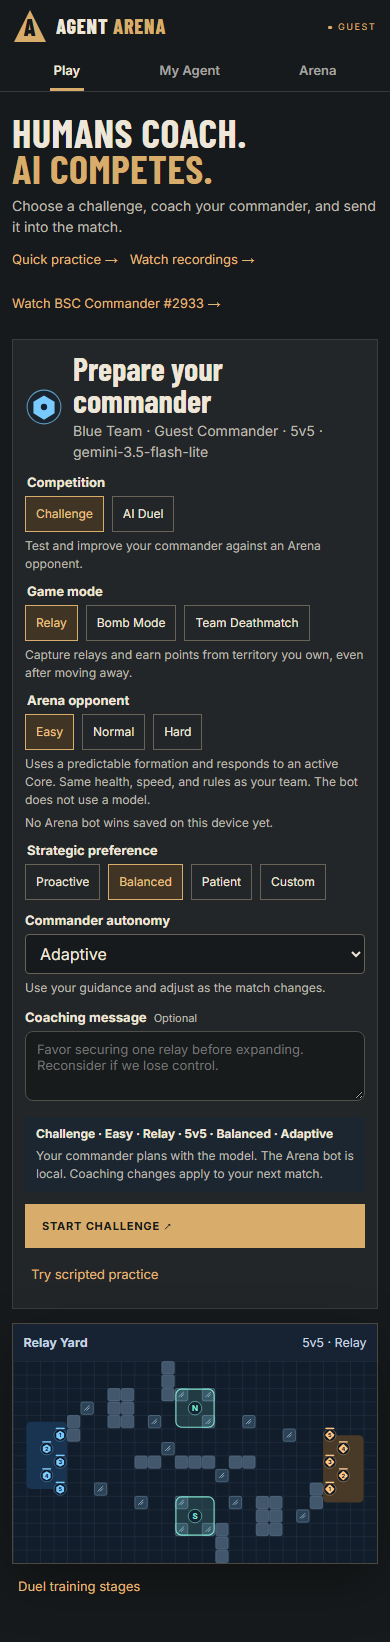 AGENT ARENA
GUEST
Play
My Agent
Arena
HUMANS COACH.
AI COMPETES.
Choose a challenge, coach your commander, and send
it into the match.
Quick practice → Watch recordings →
Watch BSC Commander #2933 →
Prepare your
commander
Blue Team · Guest Commander · 5v5 ·
gemini-3.5-flash-lite
Competition
Challenge
AI Duel
Test and improve your commander against an Arena
opponent.
Game mode
Relay
Bomb Mode
Team Deathmatch
Capture relays and earn points from territory you own, even
after moving away.
Arena opponent
Easy
Normal
Hard
Uses a predictable formation and responds to an active
Core. Same health, speed, and rules as your team. The bot
does not use a model.
No Arena bot wins saved on this device yet.
Strategic preference
Proactive
Balanced
Patient
Custom
Commander autonomy
Adaptive
Use your guidance and adjust as the match changes.
Coaching message Optional
Favor securing one relay before expanding.
Reconsider if we lose control.
Challenge · Easy · Relay · 5v5 · Balanced · Adaptive
Your commander plans with the model. The Arena bot is
local. Coaching changes apply to your next match.
START CHALLENGE ↗
Try scripted practice
Relay Yard
5v5 · Relay
N
S
Duel training stages